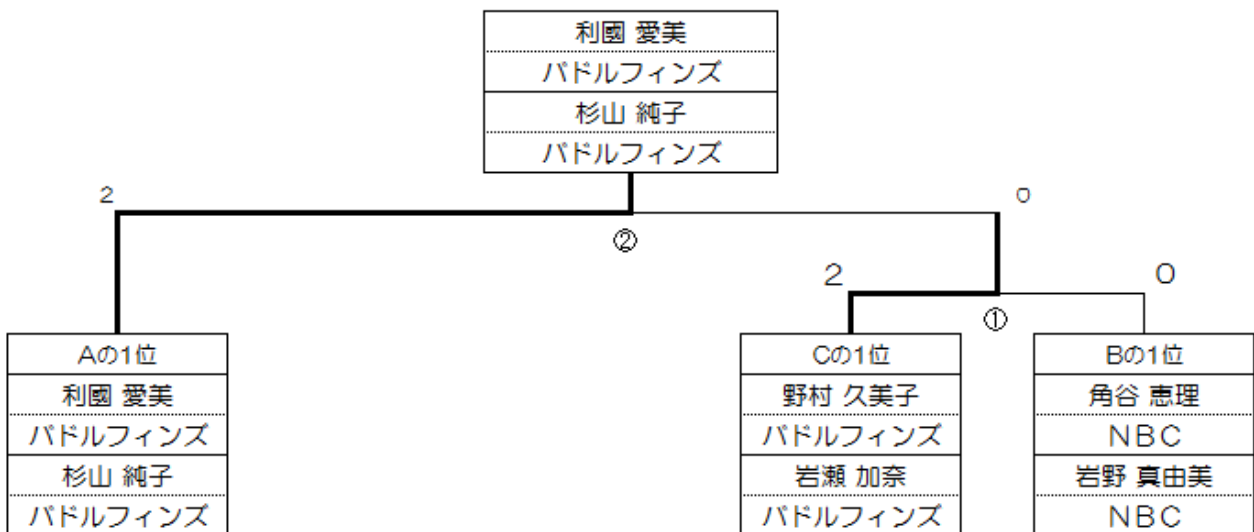 利國 愛美
パドルフィンズ
杉山 純子
パドルフィンズ
2
0
②
2
0
①
Aの1位
利國 愛美
パドルフィンズ
杉山 純子
パドルフィンズ
Cの1位
野村 久美子
パドルフィンズ
岩瀬 加奈
パドルフィンズ
Bの1位
角谷 恵理
NBC
岩野 真由美
NBC